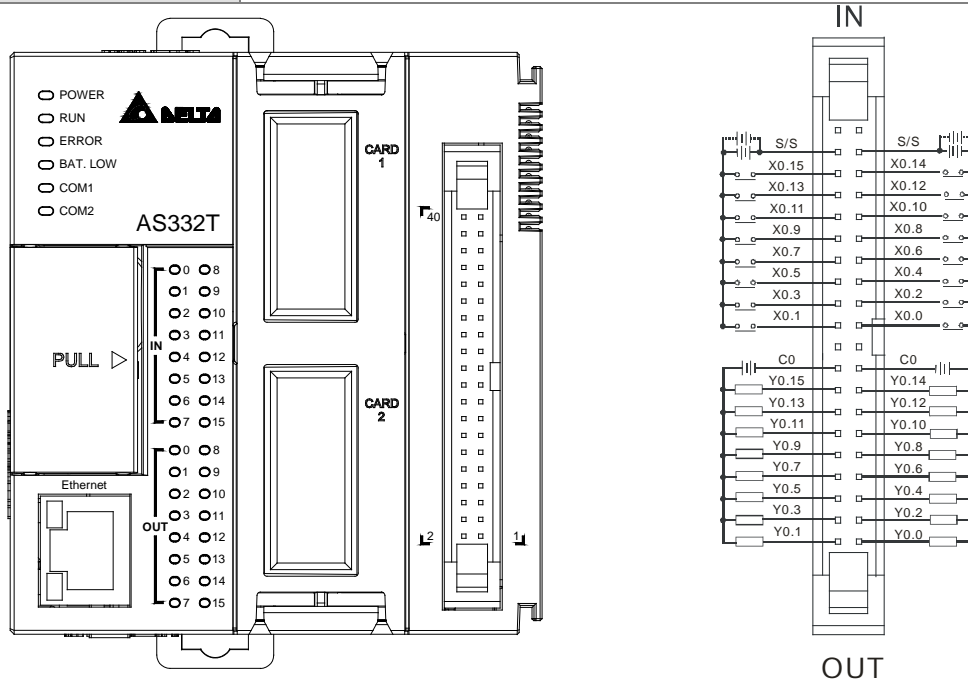 POWER
RUN
ERROR
BAT. LOW
COM1
COM2
DELTA
AS332T
PULL
Ethernet
IN
0 8
1 9
2 10
3 11
4 12
5 13
6 14
7 15
OUT
0 8
1 9
2 10
3 11
4 12
5 13
6 14
7 15
CARD
1
CARD
2
40
2 1
IN
S/S S/S
X0.15 X0.14
X0.13 X0.12
X0.11 X0.10
X0.9 X0.8
X0.7 X0.6
X0.5 X0.4
X0.3 X0.2
X0.1 X0.0
C0 C0
Y0.15 Y0.14
Y0.13 Y0.12
Y0.11 Y0.10
Y0.9 Y0.8
Y0.7 Y0.6
Y0.5 Y0.4
Y0.3 Y0.2
Y0.1 Y0.0
OUT